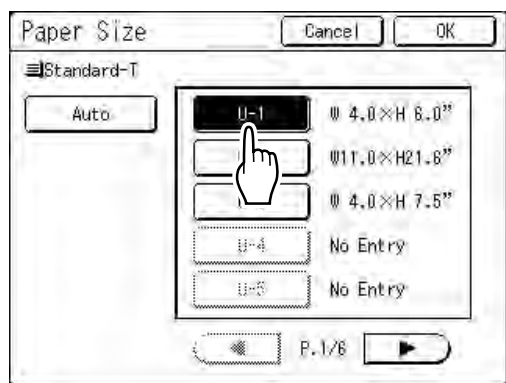 Paper Size Cancel OK
Standard-T
Auto
U-1 W 4.0×H 6.0”
W11.0×H21.6”
W 4.0×H 7.5”
U-4 No Entry
U-5 No Entry
P.1/6